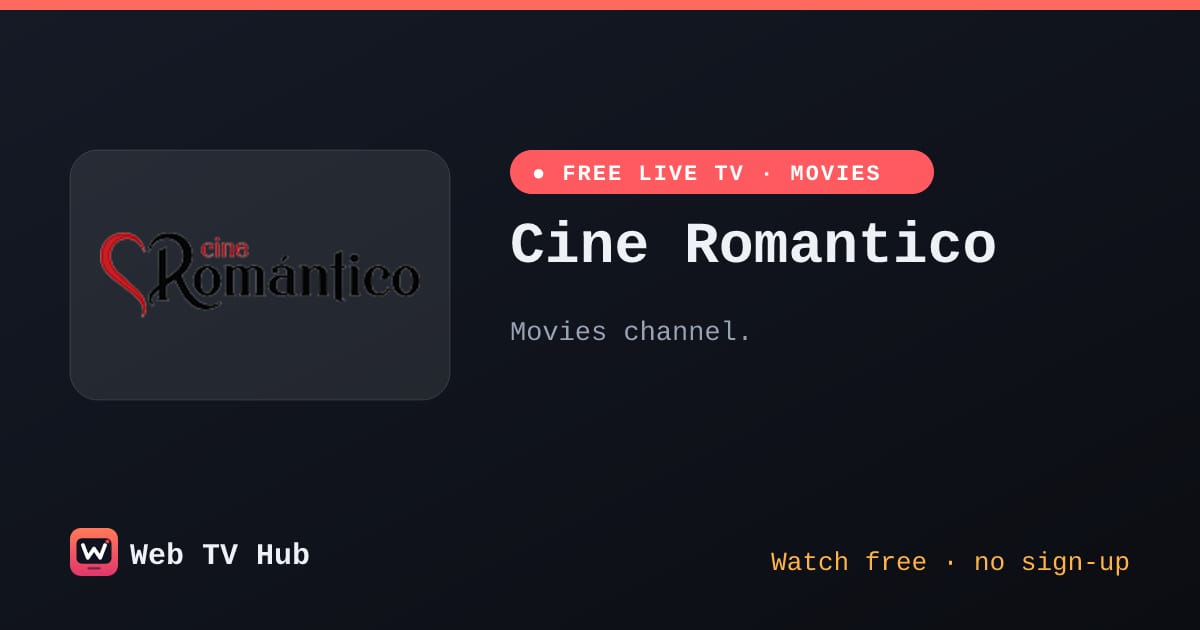 ● FREE LIVE TV · MOVIES
Cine Romantico
cine
Romántico
Movies channel.
W
Web TV Hub
Watch free · no sign-up